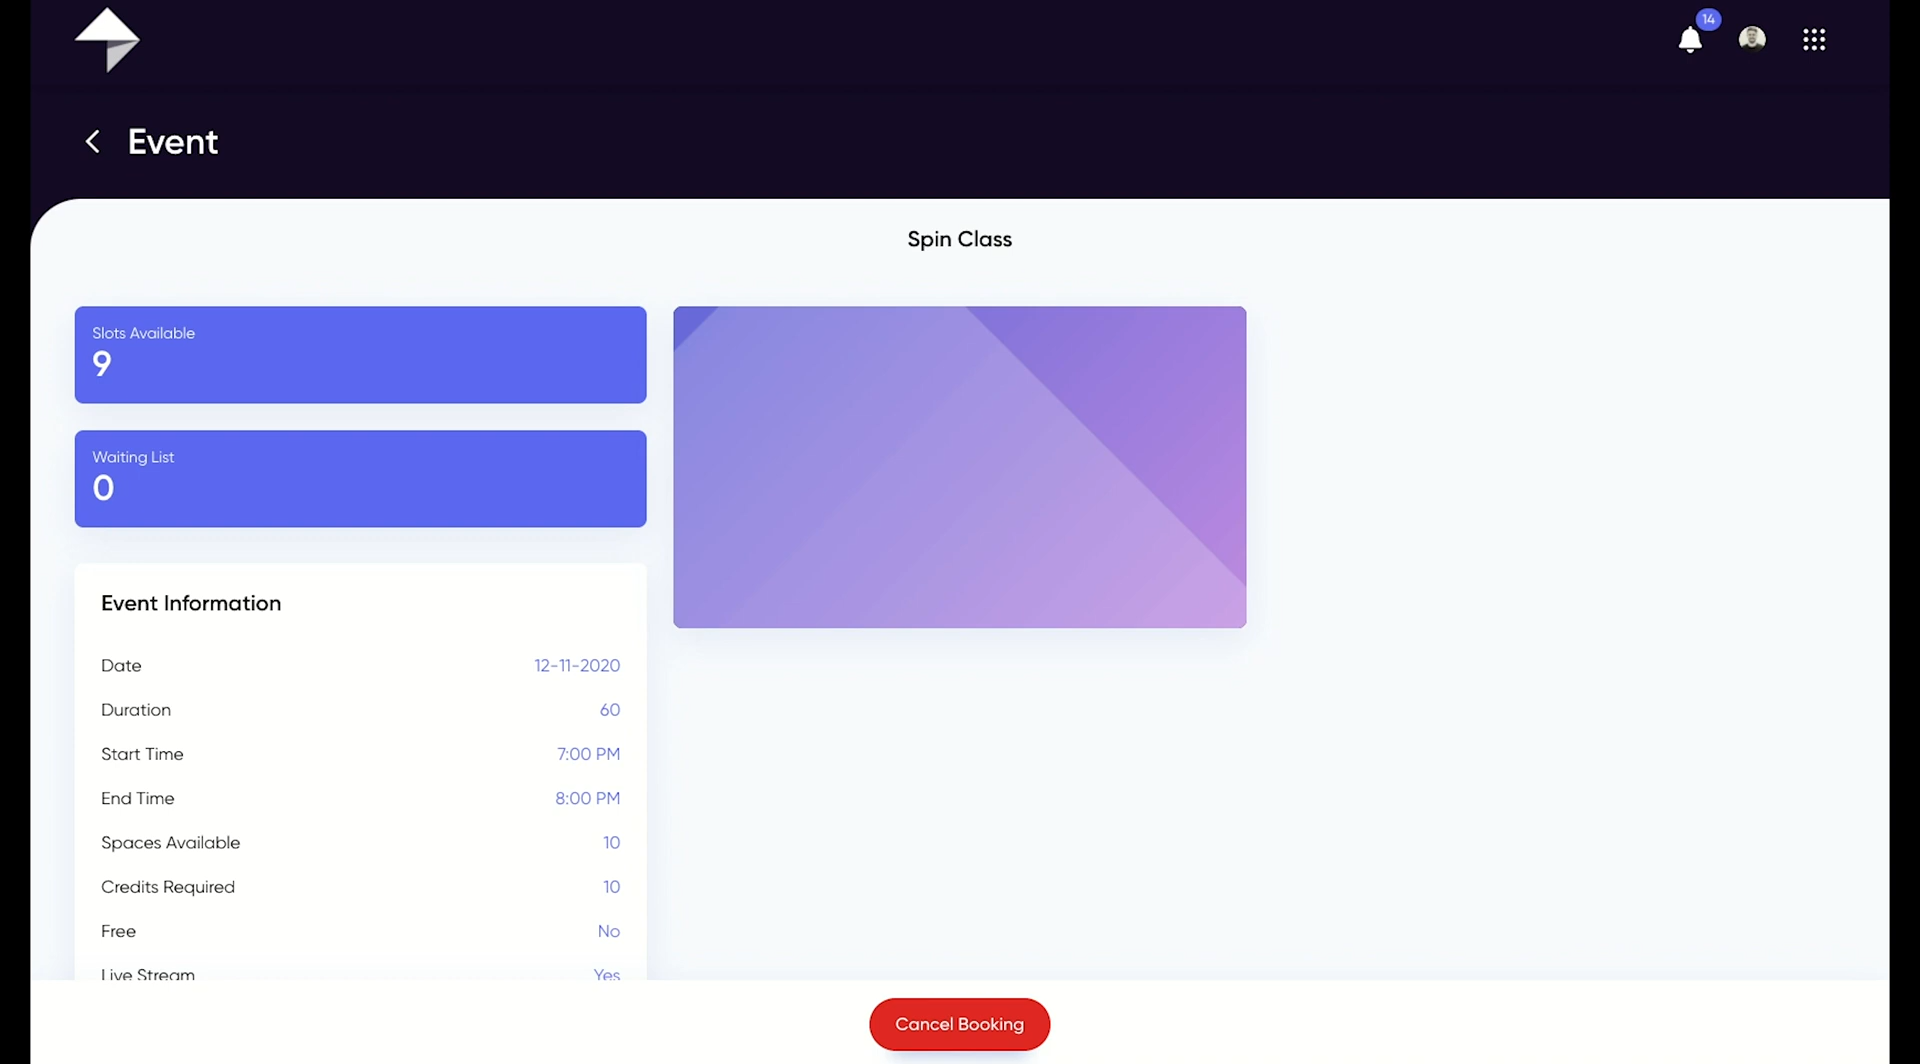 14
Event
Spin Class
Slots Available
9
Waiting List
0
Event Information
Date 12-11-2020
Duration 60
Start Time 7:00 PM
End Time 8:00 PM
Spaces Available 10
Credits Required 10
Free No
Live Stream Yes
Cancel Booking